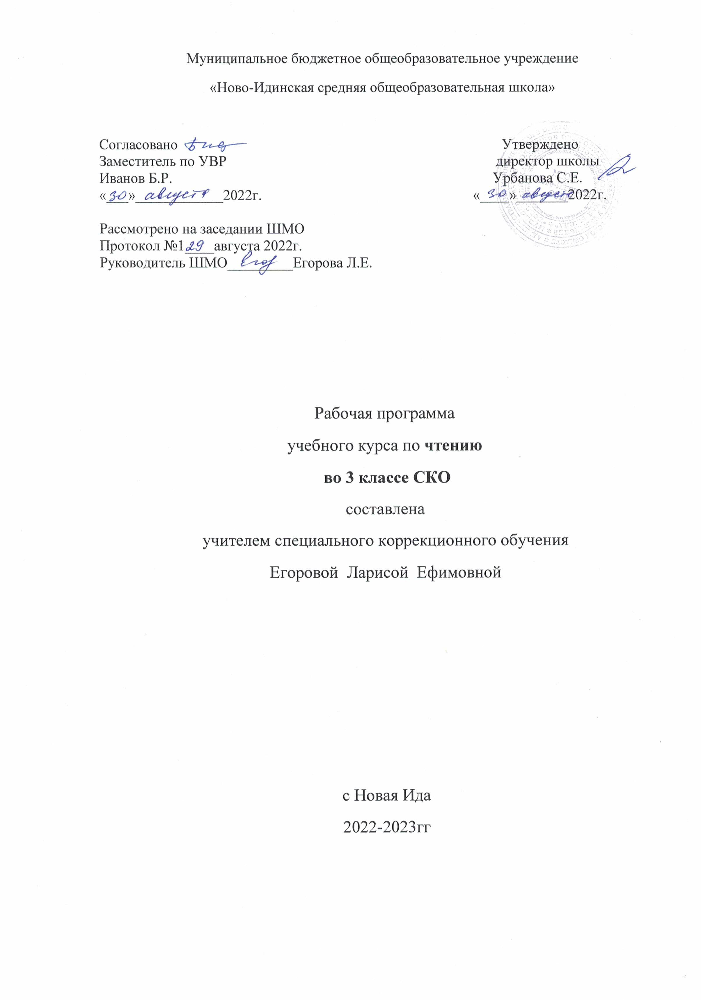 Муниципальное бюджетное общеобразовательное учреждение
«Ново-Идинская средняя общеобразовательная школа»
Согласовано
Заместитель по УВР
Иванов Б.Р.
«30» августа 2022г.
Утверждено
директор школы
Урбанова С.Е.
«30» августа 2022г.
Рассмотрено на заседании ШМО
Протокол №1 29 августа 2022г.
Руководитель ШМО Егорова Л.Е.
Рабочая программа
учебного курса по чтению
во 3 классе СКО
составлена
учителем специального коррекционного обучения
Егоровой Ларисой Ефимовной
с Новая Ида
2022-2023гг